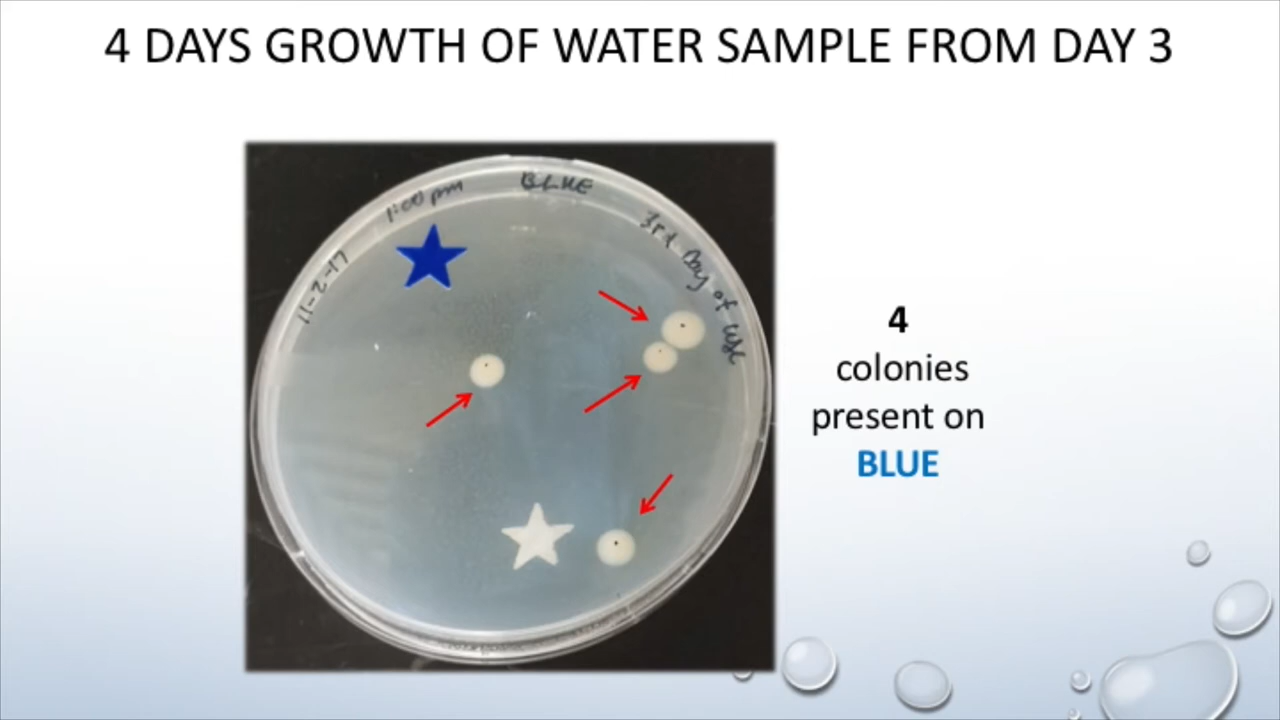 4 DAYS GROWTH OF WATER SAMPLE FROM DAY 3
11-2-17
1:00 pm
BLUE
3rd Day of use
4
colonies
present on
BLUE